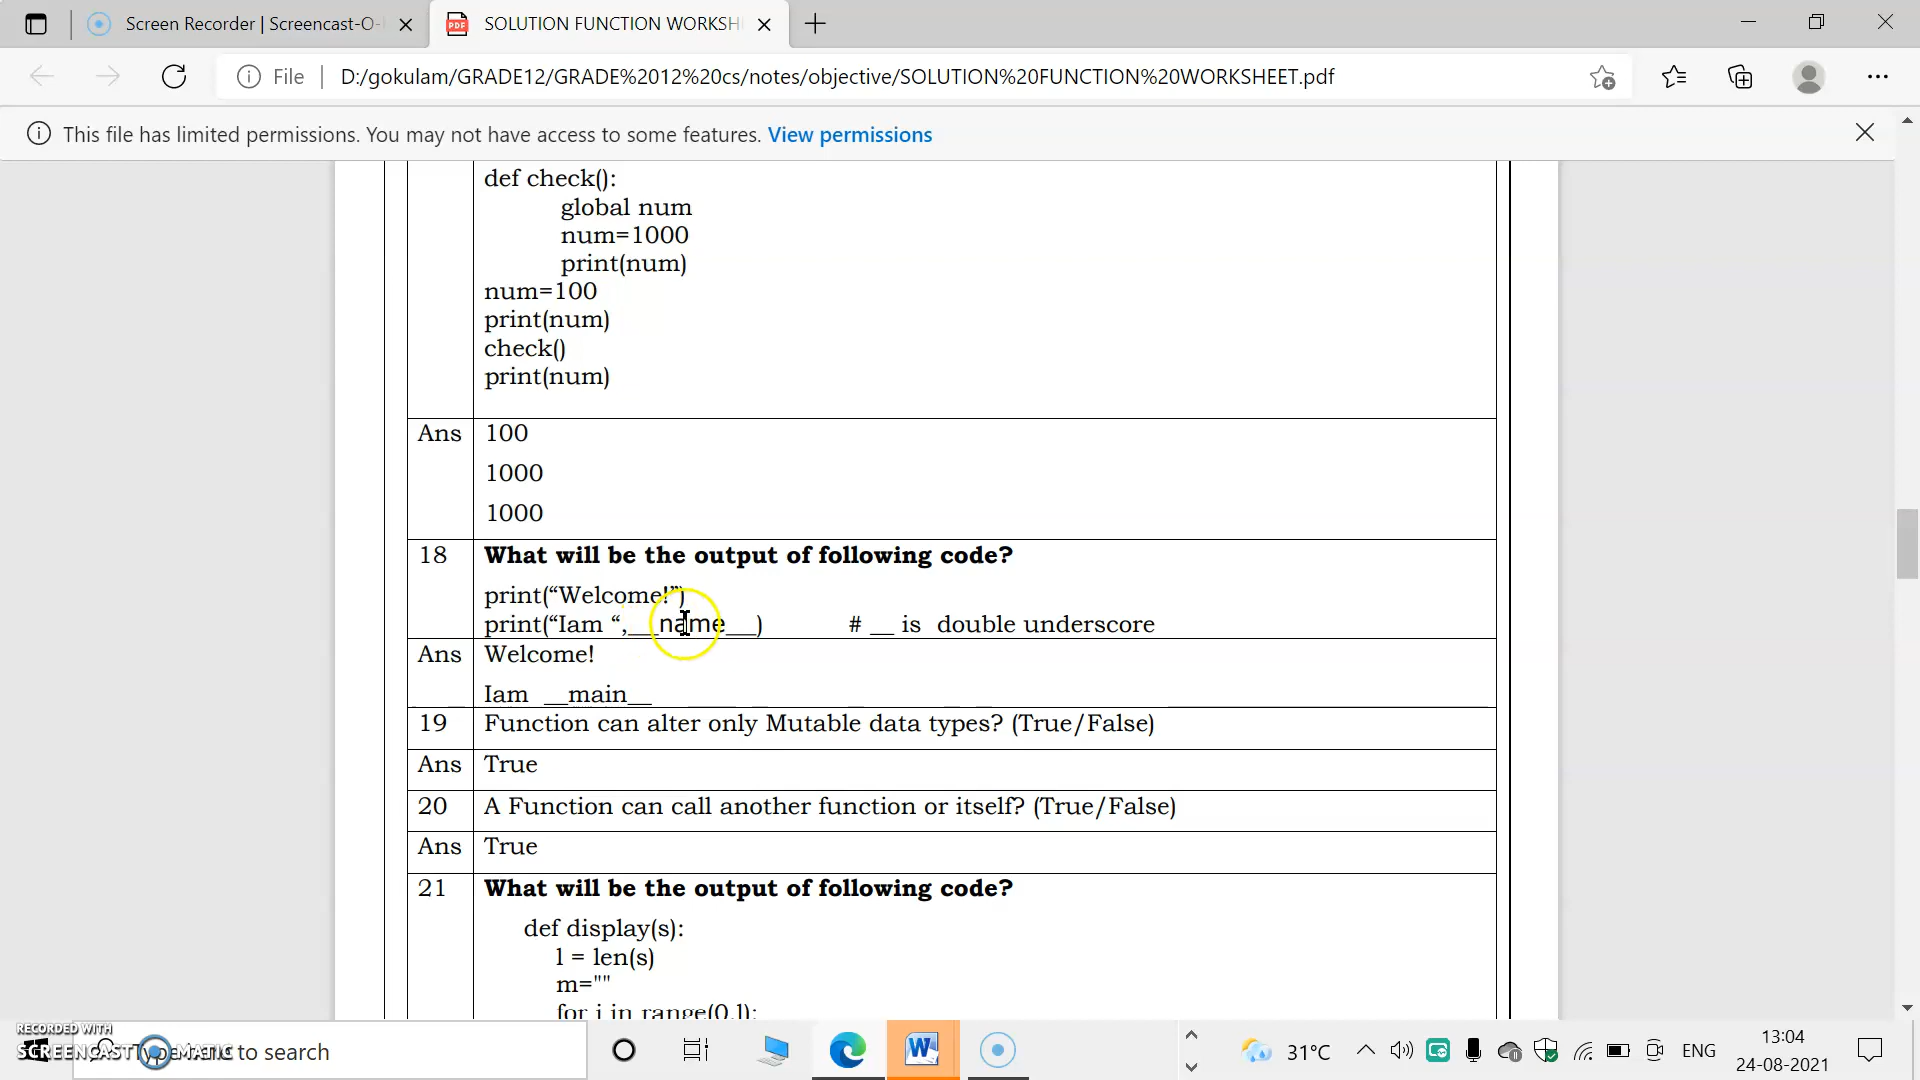 Screen Recorder | Screencast-O-
SOLUTION FUNCTION WORKSH
File
D:/gokulam/GRADE12/GRADE%2012%20cs/notes/objective/SOLUTION%20FUNCTION%20WORKSHEET.pdf
This file has limited permissions. You may not have access to some features. View permissions
def check():
global num
num=1000
print(num)
num=100
print(num)
check()
print(num)
Ans 100
1000
1000
18 What will be the output of following code?
print(“Welcome!”)
print(“Iam “,__name__) # __ is double underscore
Ans Welcome!
Iam __main__
19 Function can alter only Mutable data types? (True/False)
Ans True
20 A Function can call another function or itself? (True/False)
Ans True
21 What will be the output of following code?
def display(s):
l = len(s)
m=""
for i in range(0,l):
RECORDED WITH
SCREENCAST O MATIC
to search
31°C
ENG
13:04
24-08-2021